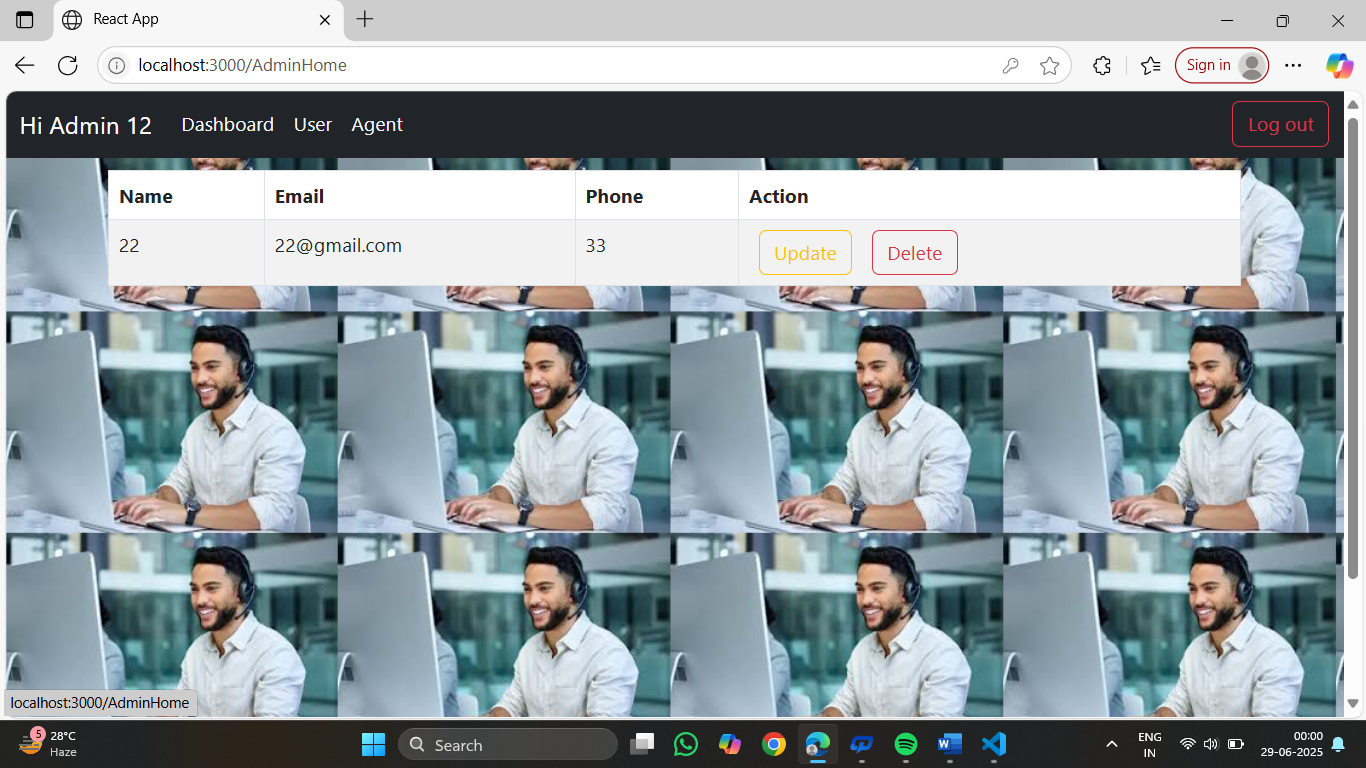 React App
localhost:3000/AdminHome
Sign in
Hi Admin 12 Dashboard User Agent Log out
Name Email Phone Action
22 22@gmail.com 33 Update Delete
localhost:3000/AdminHome
5 28°C
Haze
Search
ENG
IN
00:00
29-06-2025